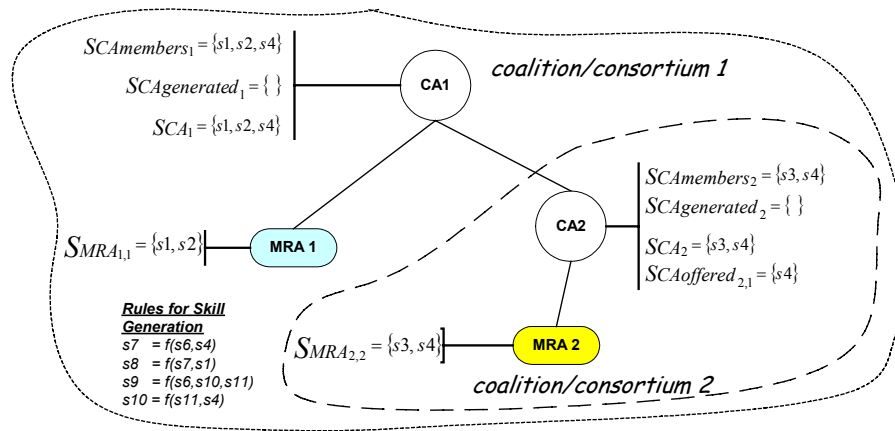 SCAmembers1 = {s1, s2, s4}
SCAgenerated1 = { }
SCA1 = {s1, s2, s4}
CA1
coalition/consortium 1
SCAmembers2 = {s3, s4}
SCAgenerated2 = { }
SCA2 = {s3, s4}
SCAoffered2,1 = {s4}
CA2
SMRA1,1 = {s1, s2}
MRA 1
Rules for Skill
Generation
s7 = f(s6,s4)
s8 = f(s7,s1)
s9 = f(s6,s10,s11)
s10 = f(s11,s4)
SMRA2,2 = {s3, s4}
MRA 2
coalition/consortium 2